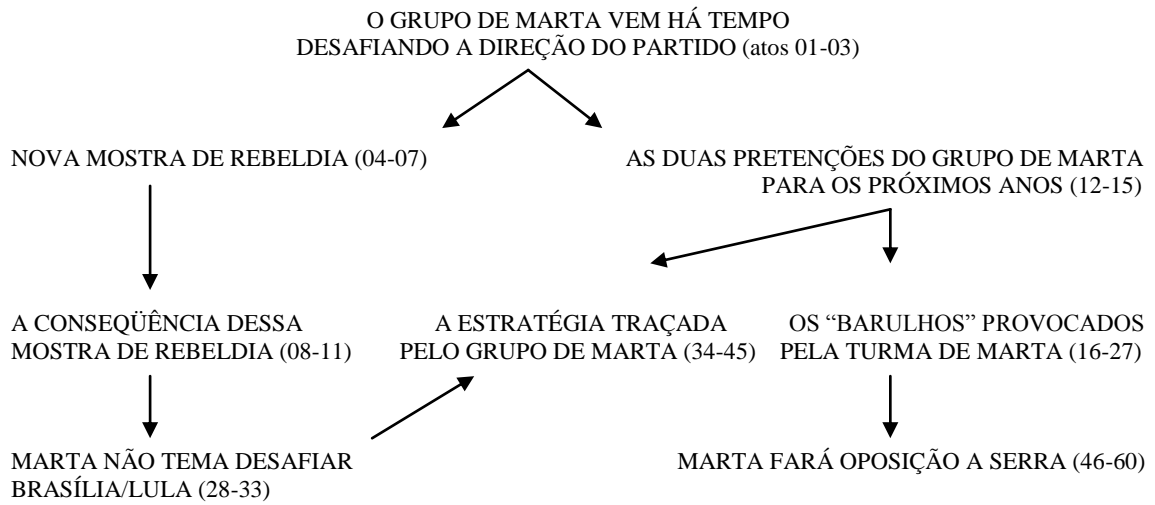 O GRUPO DE MARTA VEM HÁ TEMPO
DESAFIANDO A DIREÇÃO DO PARTIDO (atos 01-03)
NOVA MOSTRA DE REBELDIA (04-07)
AS DUAS PRETENÇÕES DO GRUPO DE MARTA
PARA OS PRÓXIMOS ANOS (12-15)
A CONSEQÜÊNCIA DESSA
MOSTRA DE REBELDIA (08-11)
A ESTRATÉGIA TRAÇADA
PELO GRUPO DE MARTA (34-45)
OS “BARULHOS” PROVOCADOS
PELA TURMA DE MARTA (16-27)
MARTA NÃO TEMA DESAFIAR
BRASÍLIA/LULA (28-33)
MARTA FARÁ OPOSIÇÃO A SERRA (46-60)